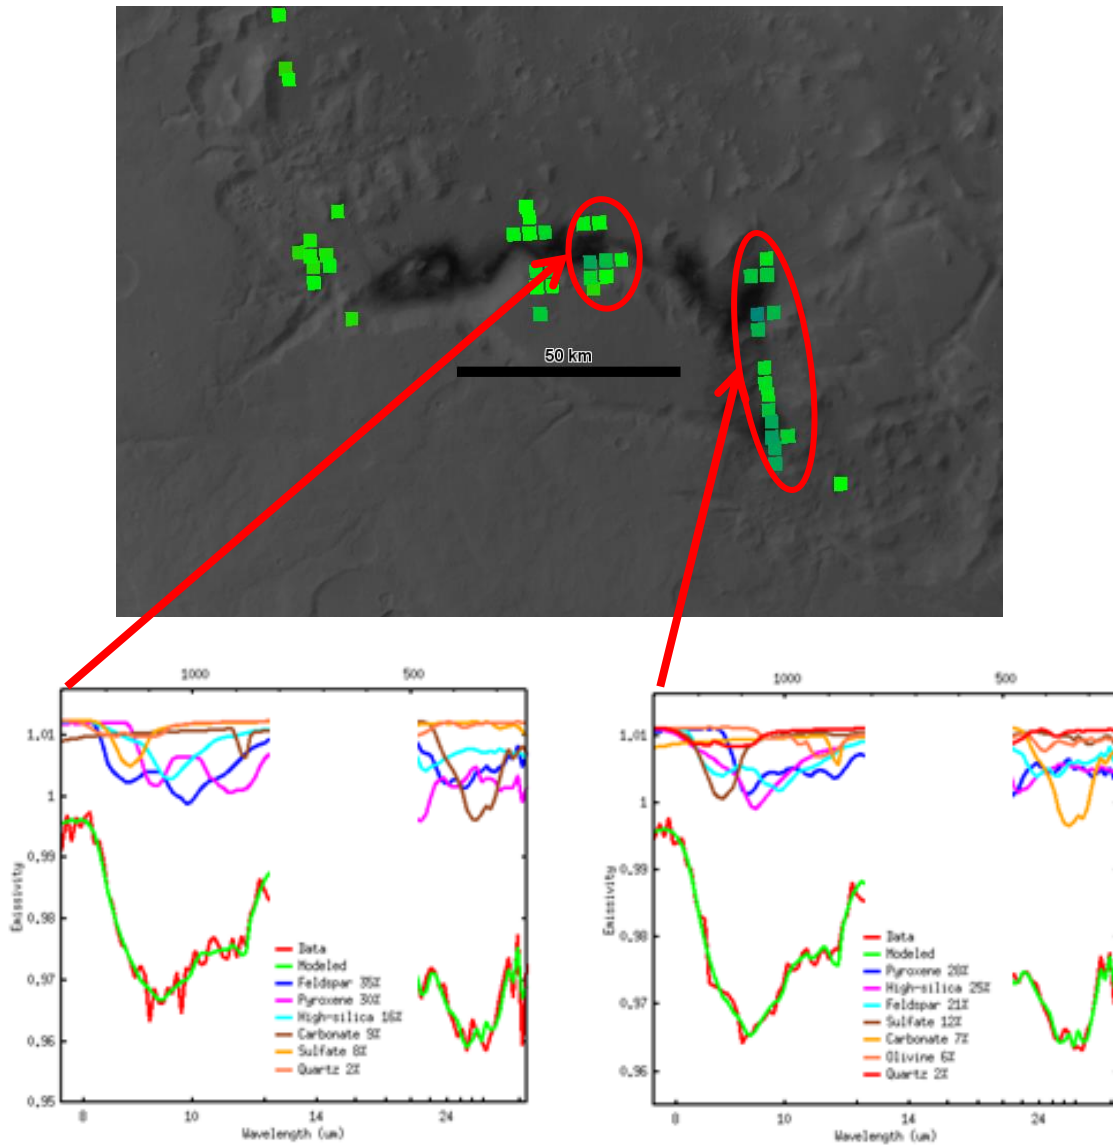 50 km
1000 500
1.01
1
0.99
0.98
0.97
0.96
0.95
Emissivity
Data
Modeled
Feldspar 35%
Pyroxene 30%
High-silica 16%
Carbonate 9%
Sulfate 8%
Quartz 2%
8 10 14 24
Wavelength (um)
1000 500
1.01
1
0.99
0.98
0.97
0.96
Emissivity
Data
Modeled
Pyroxene 28%
High-silica 25%
Feldspar 21%
Sulfate 12%
Carbonate 7%
Olivine 6%
Quartz 2%
8 10 14 24
Wavelength (um)